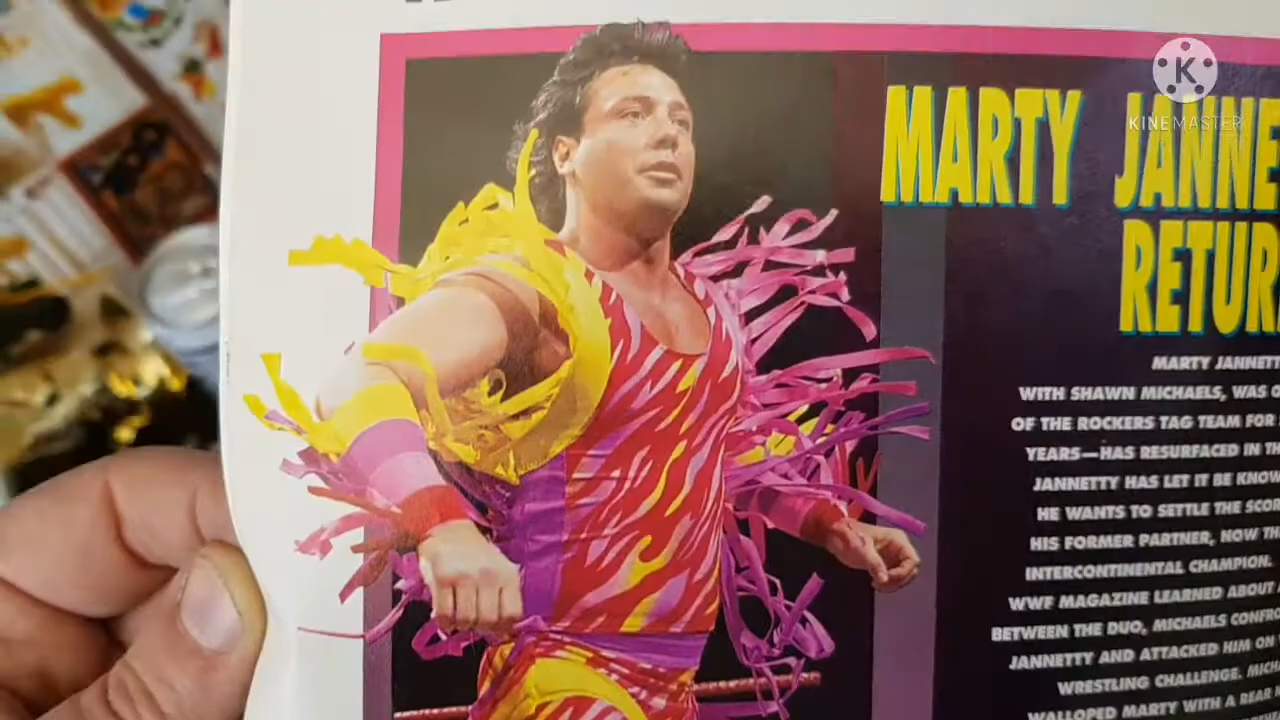 K
KINEMASTER
MARTY JANNE
RETUR
MARTY JANNETT
WITH SHAWN MICHAELS, WAS
OF THE ROCKERS TAG TEAM FOR
YEARS—HAS RESURFACED IN TH
JANNETTY HAS LET IT BE KNOW
HE WANTS TO SETTLE THE SCO
HIS FORMER PARTNER, NOW TH
INTERCONTINENTAL CHAMPION.
WWF MAGAZINE LEARNED ABOUT
BETWEEN THE DUO, MICHAELS CONFRO
JANNETTY AND ATTACKED HIM ON
WRESTLING CHALLENGE. MICH
WALLOPED MARTY WITH A REAR